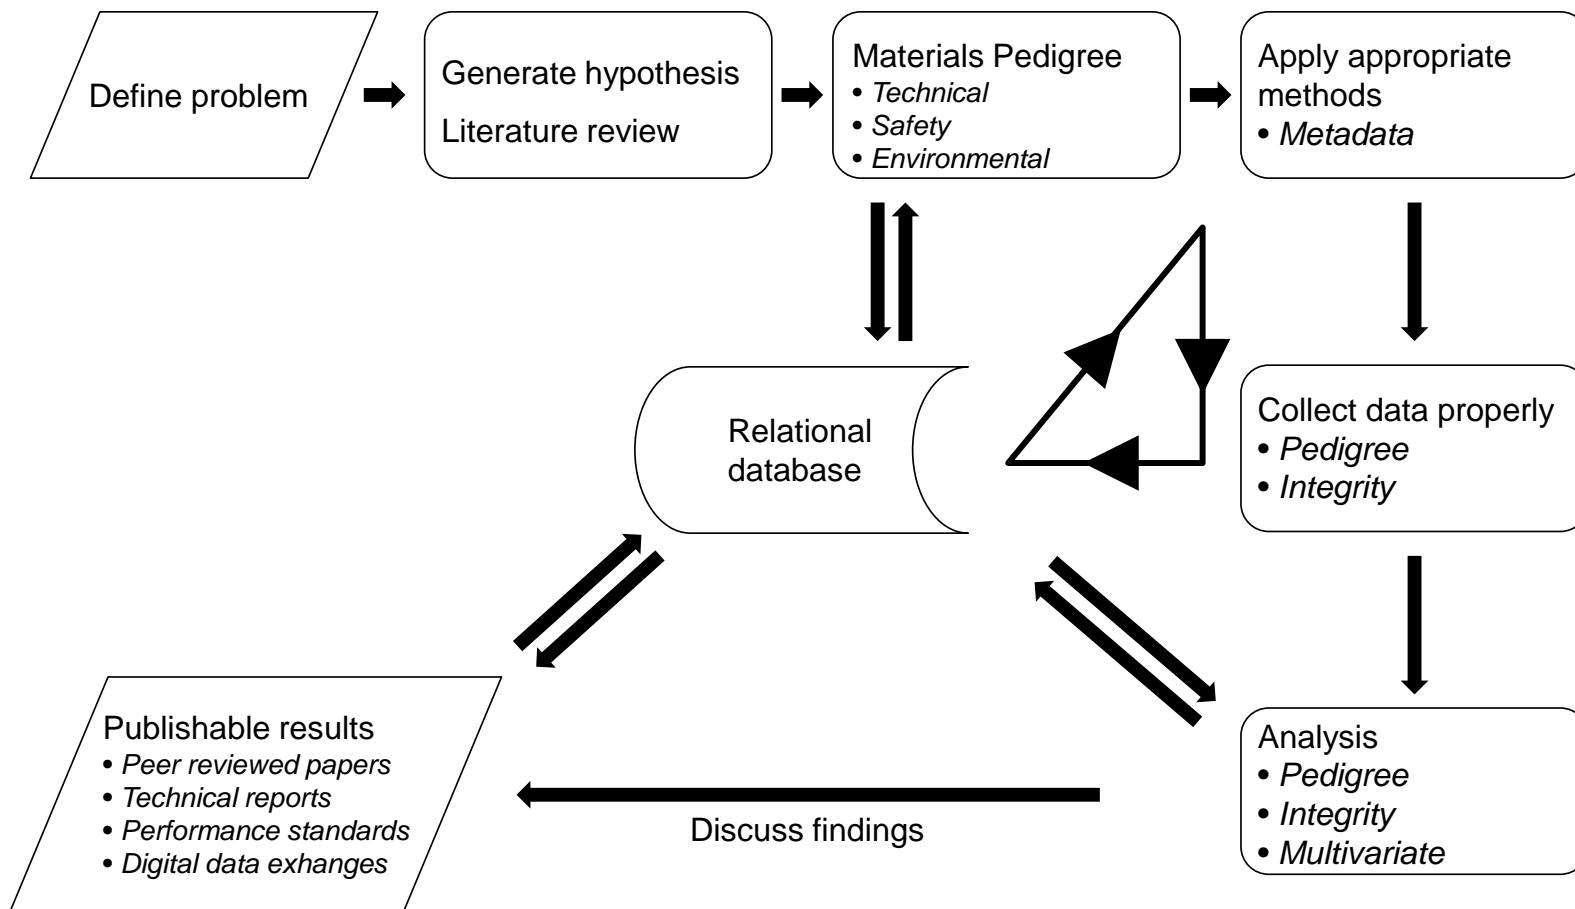 Define problem
Generate hypothesis
Literature review
Materials Pedigree
• Technical
• Safety
• Environmental
Apply appropriate
methods
• Metadata
Relational
database
Collect data properly
• Pedigree
• Integrity
Publishable results
• Peer reviewed papers
• Technical reports
• Performance standards
• Digital data exhanges
Discuss findings
Analysis
• Pedigree
• Integrity
• Multivariate